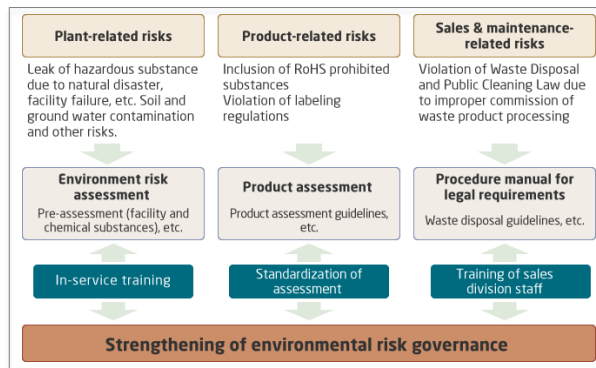 Plant-related risks
Leak of hazardous substance
due to natural disaster,
facility failure, etc. Soil and
ground water contamination
and other risks.
Environment risk
assessment
Pre-assessment (facility and
chemical substances), etc.
In-service training
Product-related risks
Inclusion of RoHS prohibited
substances
Violation of labeling
regulations
Product assessment
Product assessment guidelines,
etc.
Standardization of
assessment
Sales & maintenance-
related risks
Violation of Waste Disposal
and Public Cleaning Law due
to improper commission of
waste product processing
Procedure manual for
legal requirements
Waste disposal guidelines, etc.
Training of sales
division staff
Strengthening of environmental risk governance